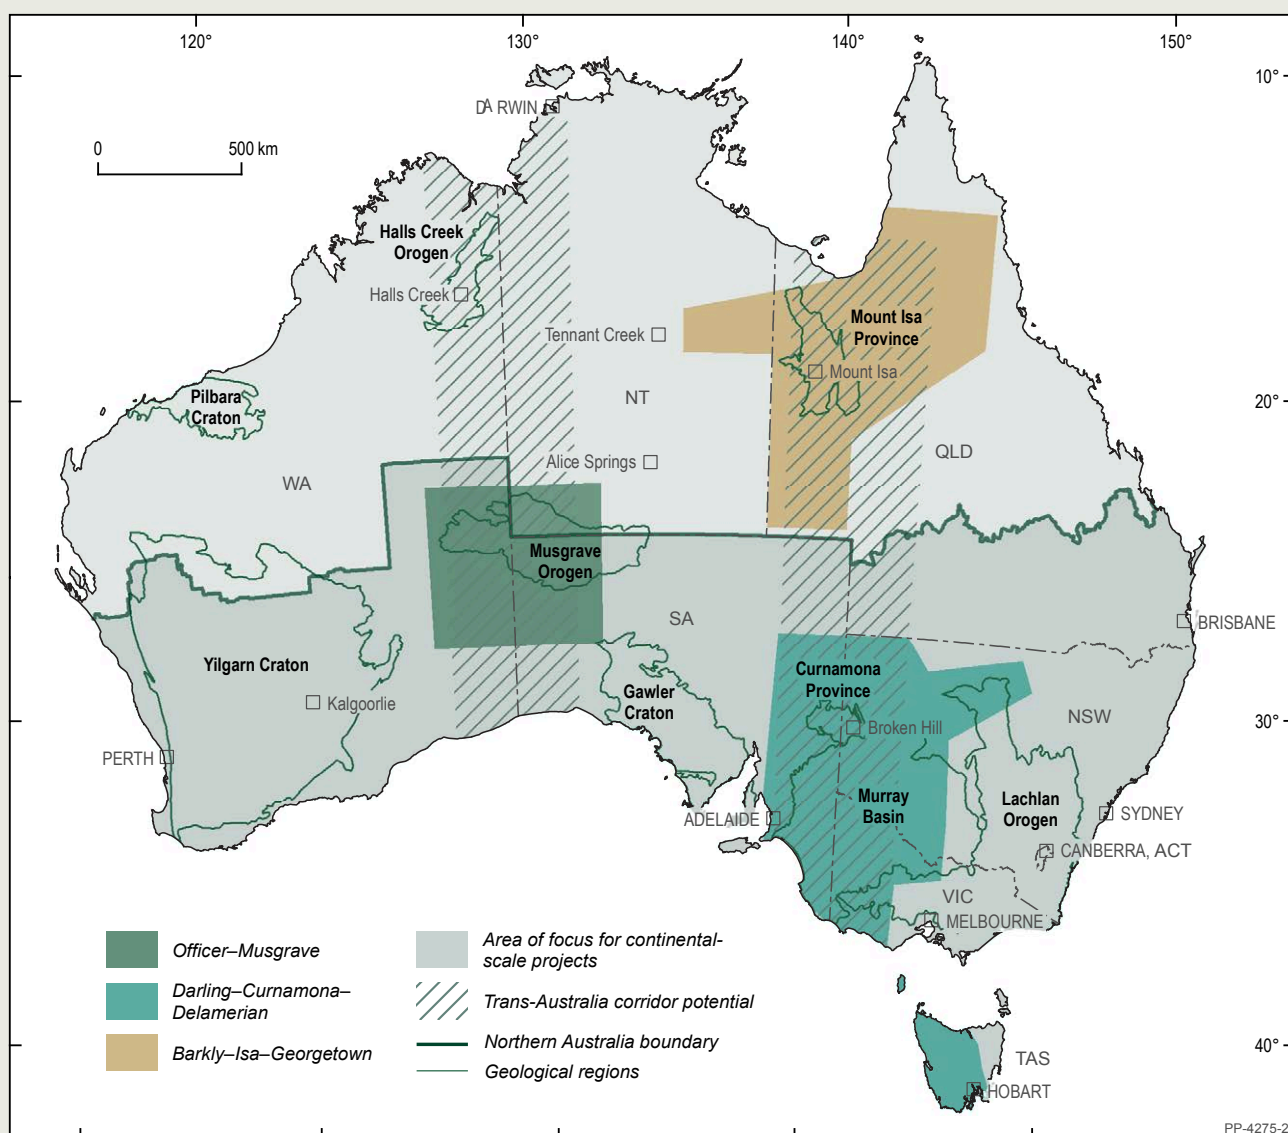 120°
130°
140°
150°
10°
DARWIN
0
500 km
Halls Creek
Orogen
Halls Creek
Tennant Creek
Mount Isa
Province
Mount Isa
Pilbara
Craton
NT
20°
QLD
WA
Alice Springs
Musgrave
Orogen
SA
BRISBANE
Yilgarn Craton
Kalgoorlie
Gawler
Craton
Curnamona
Province
Broken Hill
NSW
30°
PERTH
Murray
Basin
Lachlan
Orogen
ADELAIDE
SYDNEY
CANBERRA, ACT
VIC
MELBOURNE
Officer–Musgrave
Darling–Curnamona–
Delamerian
Barkly–Isa–Georgetown
Area of focus for continental-
scale projects
Trans-Australia corridor potential
Northern Australia boundary
Geological regions
40°
TAS
HOBART
PP-4275-2